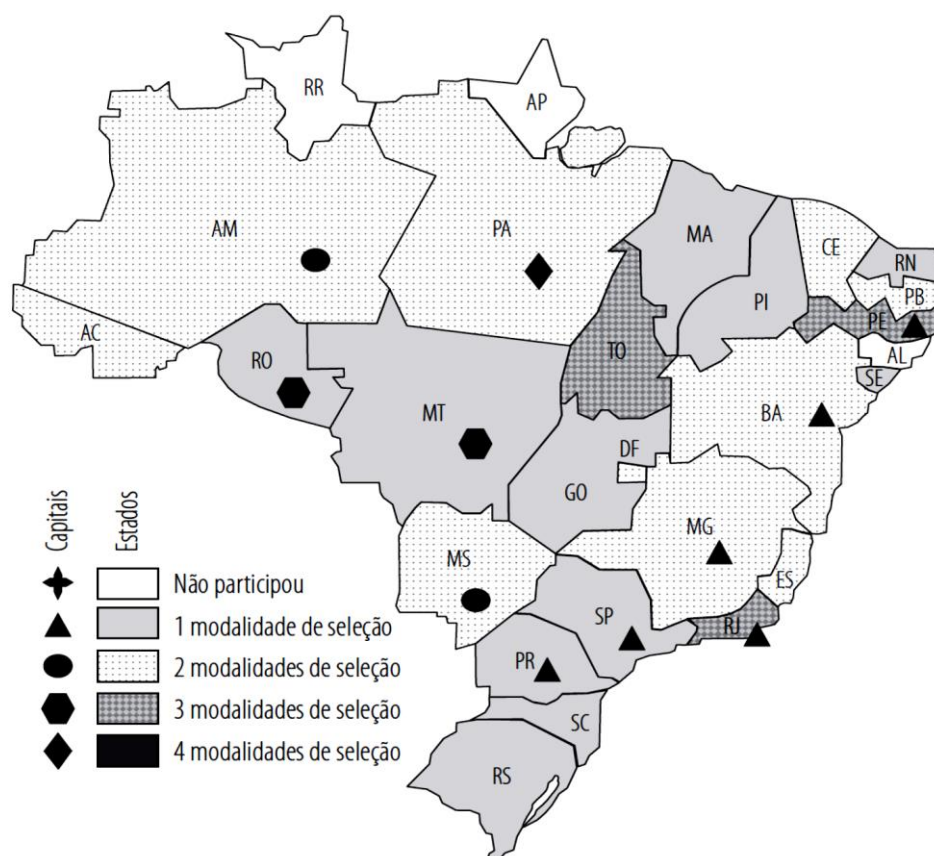 RR
AP
AM
PA
MA
CE
RN
PI
PB
PE
AC
TO
AL
SE
RO
BA
MT
DF
GO
MG
MS
ES
SP
RJ
PR
SC
RS
Capitais
Estados
Não participou
1 modalidade de seleção
2 modalidades de seleção
3 modalidades de seleção
4 modalidades de seleção